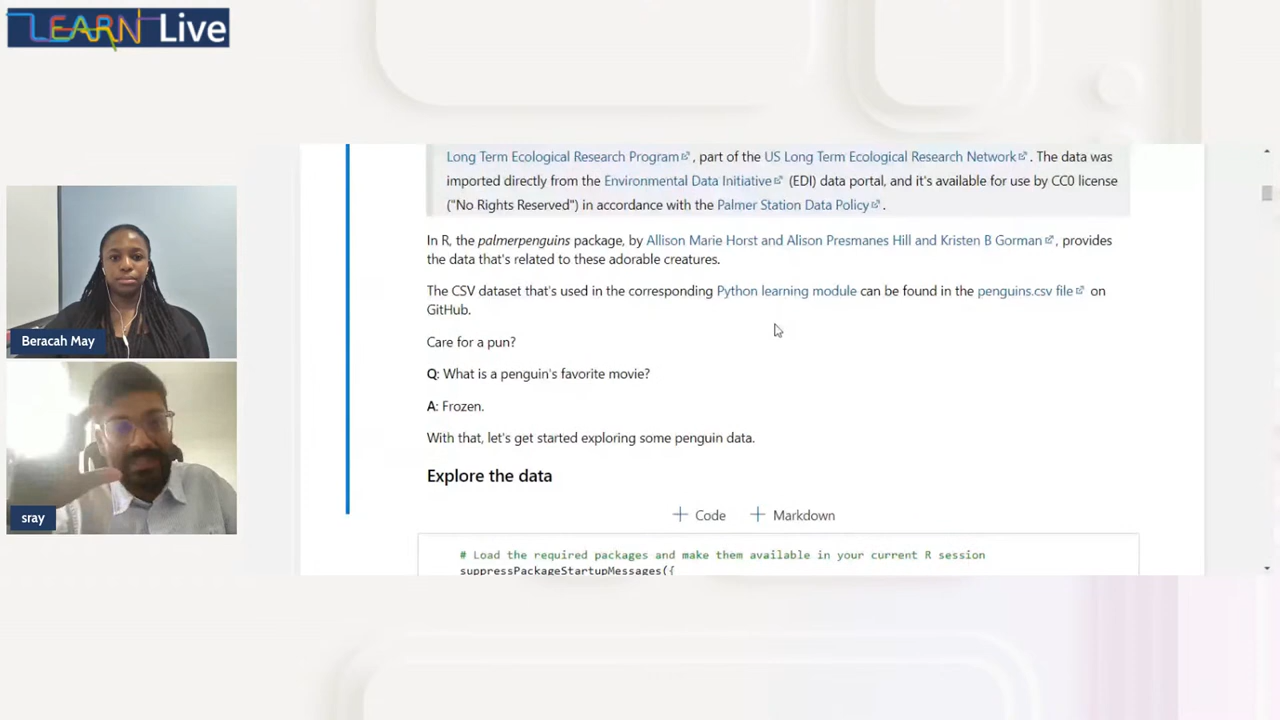 LEARN Live
Long Term Ecological Research Program, part of the US Long Term Ecological Research Network. The data was
imported directly from the Environmental Data Initiative (EDI) data portal, and it's available for use by CC0 license
("No Rights Reserved") in accordance with the Palmer Station Data Policy.
In R, the palmerpenguins package, by Allison Marie Horst and Alison Presmanes Hill and Kristen B Gorman, provides
the data that's related to these adorable creatures.
The CSV dataset that's used in the corresponding Python learning module can be found in the penguins.csv file on
GitHub.
Care for a pun?
Q: What is a penguin's favorite movie?
A: Frozen.
With that, let's get started exploring some penguin data.
Explore the data
+ Code + Markdown
# Load the required packages and make them available in your current R session
suppressPackageStartupMessages({
Beracah May
sray